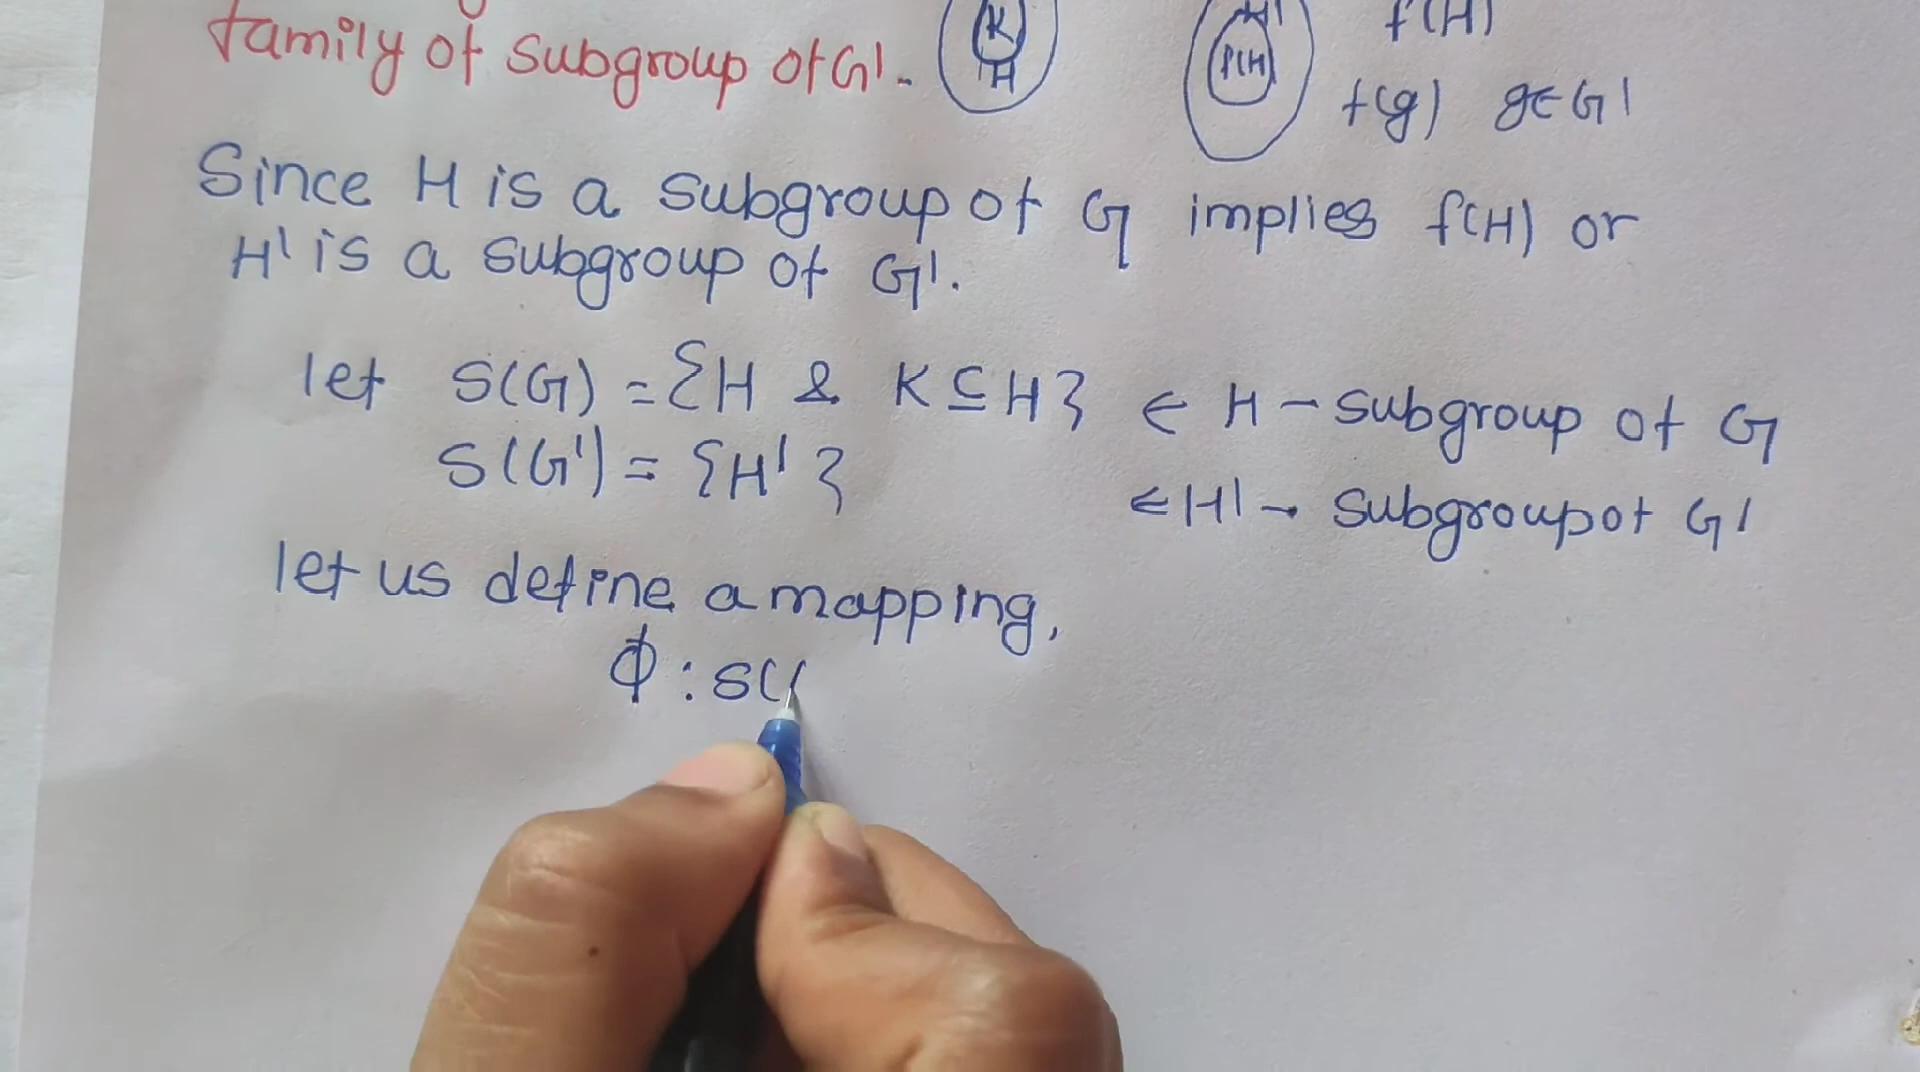 family of subgroup of G'.
K
H
f(H)
f(H)
f(g) g∈G'
Since H is a subgroup of G implies f(H) or
H' is a subgroup of G'.
let S(G) = {H & K⊆H} ∈ H - subgroup of G
S(G') = {H'} ∈ H' - subgroup of G'
let us define a mapping,
Φ : S(